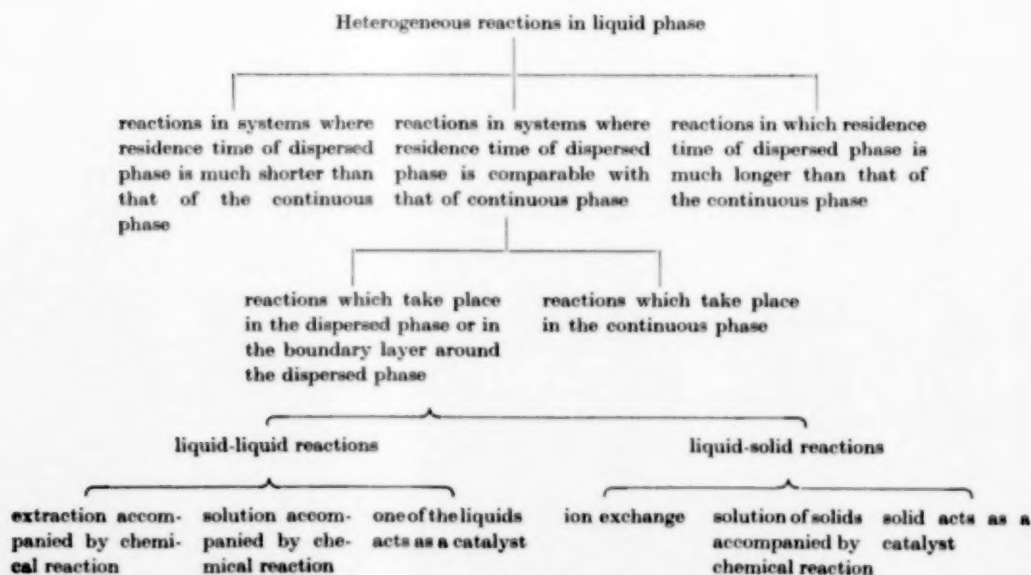 Heterogeneous reactions in liquid phase
reactions in systems where
residence time of dispersed
phase is much shorter than
that of the continuous
phase
reactions in systems where
residence time of dispersed
phase is comparable with
that of continuous phase
reactions in which residence
time of dispersed phase is
much longer than that of
the continuous phase
reactions which take place
in the dispersed phase or in
the boundary layer around
the dispersed phase
reactions which take place
in the continuous phase
liquid-liquid reactions
liquid-solid reactions
extraction accom-
panied by chemi-
cal reaction
solution accom-
panied by che-
mical reaction
one of the liquids
acts as a catalyst
ion exchange
solution of solids
accompanied by
chemical reaction
solid acts as a
catalyst